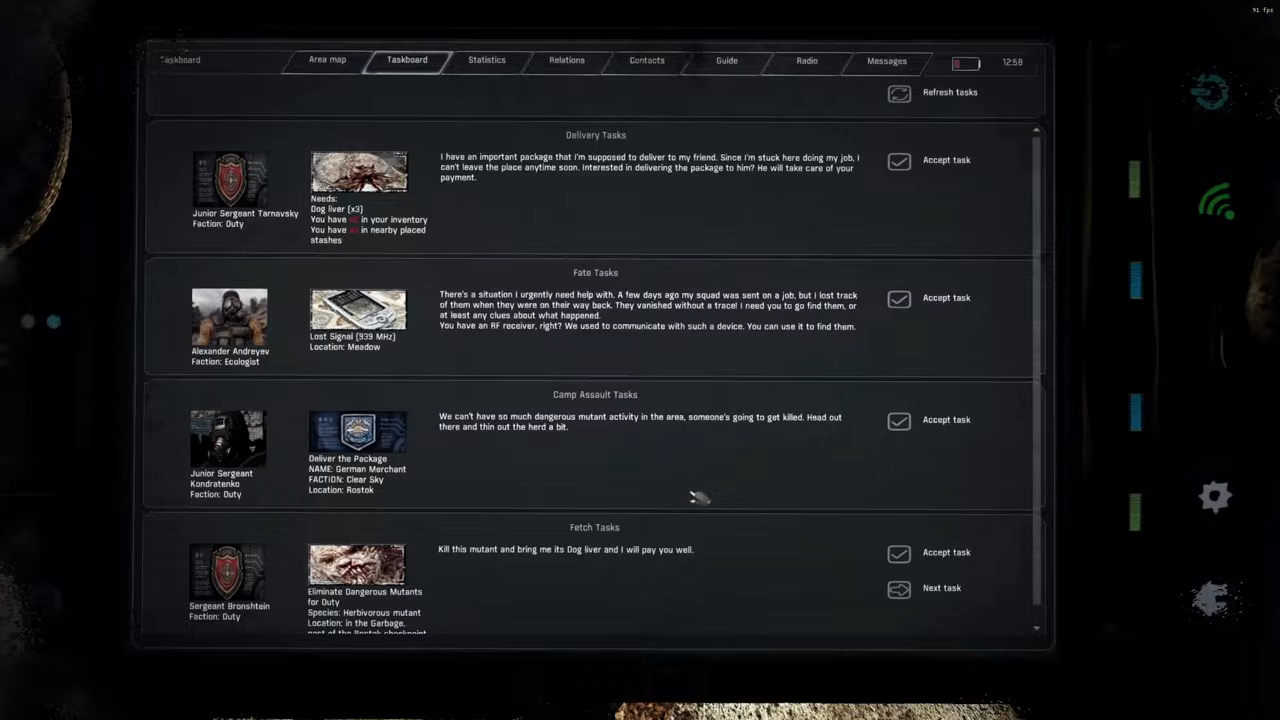 91 fps
Taskboard
Area map
Taskboard
Statistics
Relations
Contacts
Guide
Radio
Messages
12:58
Refresh tasks
Delivery Tasks
Junior Sergeant Tarnavsky
Faction: Duty
Needs:
Dog liver (x3)
You have in your inventory
You have in nearby placed
stashes
I have an important package that I'm supposed to deliver to my friend. Since I'm stuck here doing my job, I
can't leave the place anytime soon. Interested in delivering the package to him? He will take care of your
payment.
Accept task
Fate Tasks
Alexander Andreyev
Faction: Ecologist
Lost Signal (939 MHz)
Location: Meadow
There's a situation I urgently need help with. A few days ago my squad was sent on a job, but I lost track
of them when they were on their way back. They vanished without a trace! I need you to go find them, or
at least any clues about what happened.
You have an RF receiver, right? We used to communicate with such a device. You can use it to find them.
Accept task
Camp Assault Tasks
Junior Sergeant
Kondratenko
Faction: Duty
Deliver the Package
NAME: German Merchant
FACTION: Clear Sky
Location: Rostok
We can't have so much dangerous mutant activity in the area, someone's going to get killed. Head out
there and thin out the herd a bit.
Accept task
Fetch Tasks
Sergeant Bronshtein
Faction: Duty
Eliminate Dangerous Mutants
for Duty
Species: Herbivorous mutant
Location: in the Garbage,
east of the Rostok checkpoint
Kill this mutant and bring me its Dog liver and I will pay you well.
Accept task
Next task